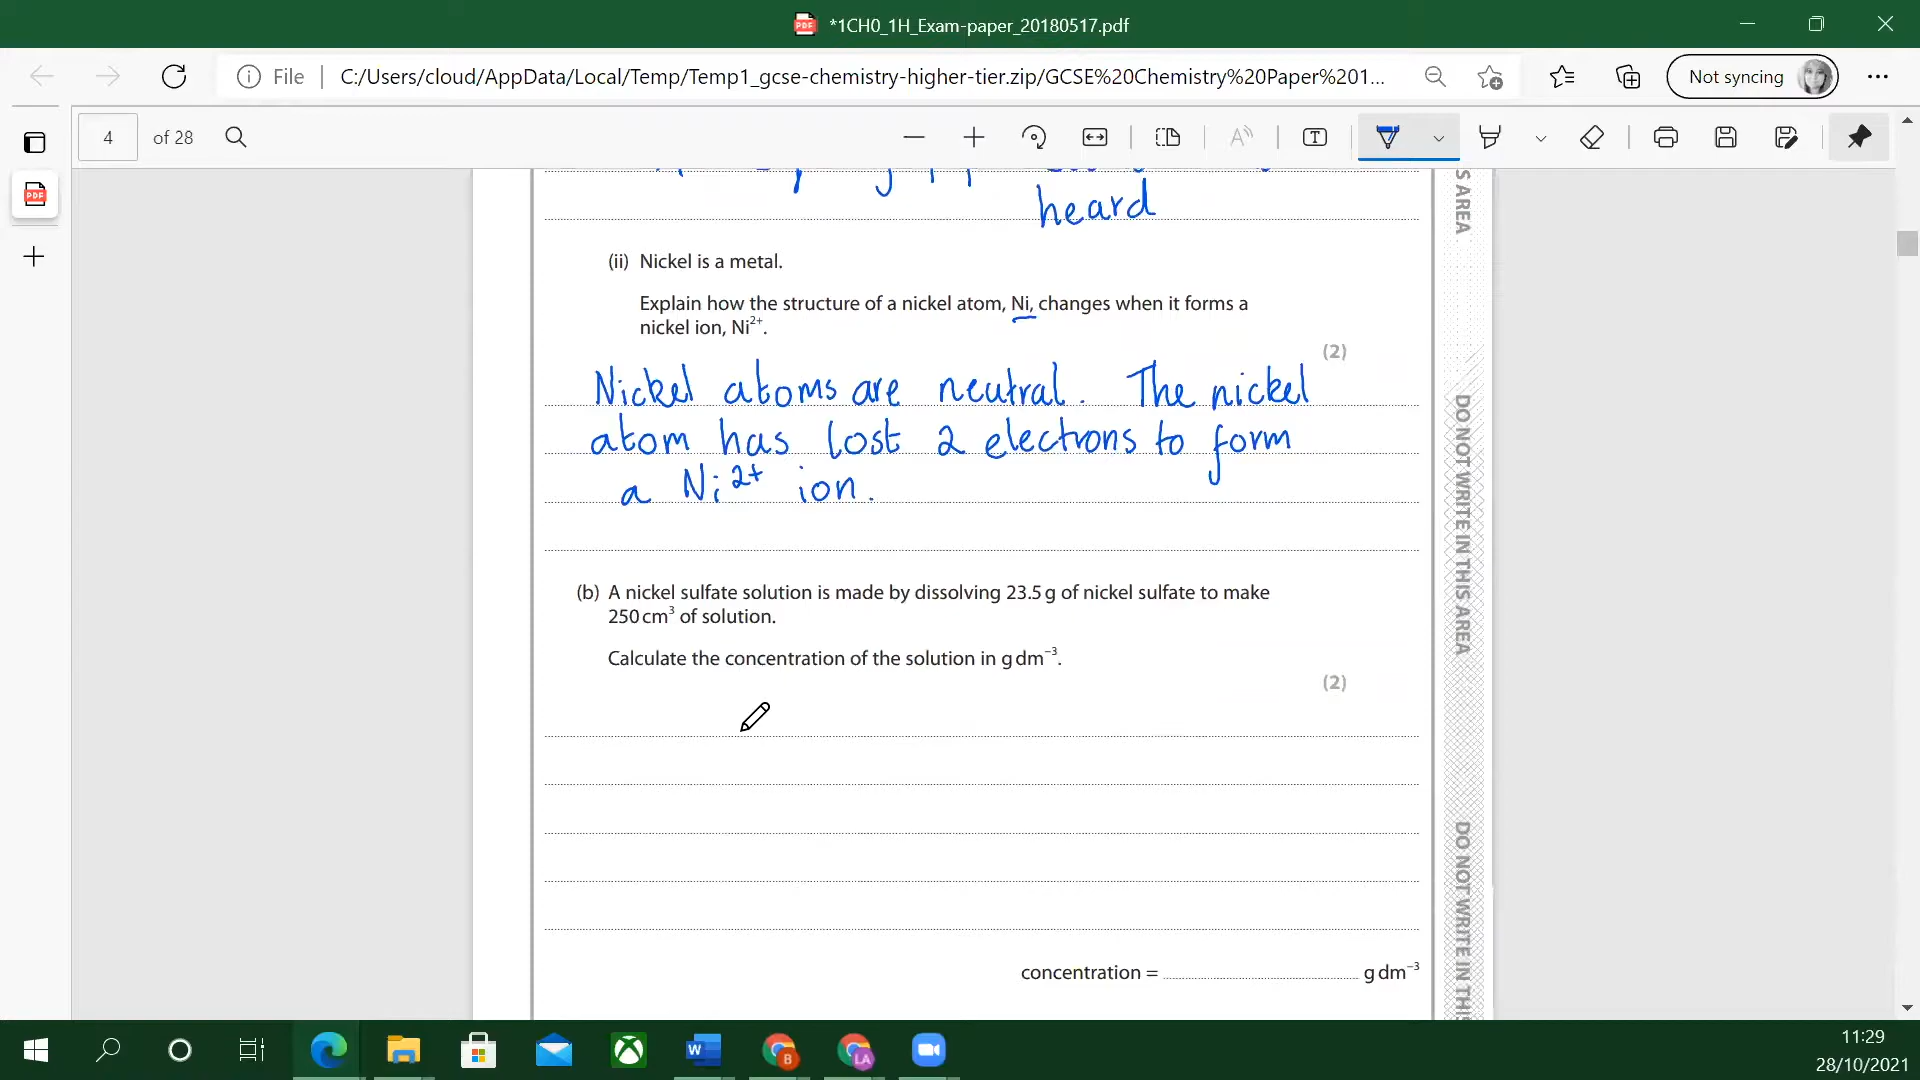 *1CH0_1H_Exam-paper_20180517.pdf
File
C:/Users/cloud/AppData/Local/Temp/Temp1_gcse-chemistry-higher-tier.zip/GCSE%20Chemistry%20Paper%201...
Not syncing
4 of 28
heard
(ii) Nickel is a metal.
Explain how the structure of a nickel atom, Ni, changes when it forms a
nickel ion, Ni²⁺.
(2)
Nickel atoms are neutral. The nickel
atom has lost 2 electrons to form
a Ni²⁺ ion.
(b) A nickel sulfate solution is made by dissolving 23.5 g of nickel sulfate to make
250 cm³ of solution.
Calculate the concentration of the solution in g dm⁻³.
(2)
concentration = ........................ g dm⁻³
S AREA
DO NOT WRITE IN THIS AREA
DO NOT WRITE IN THI
11:29
28/10/2021